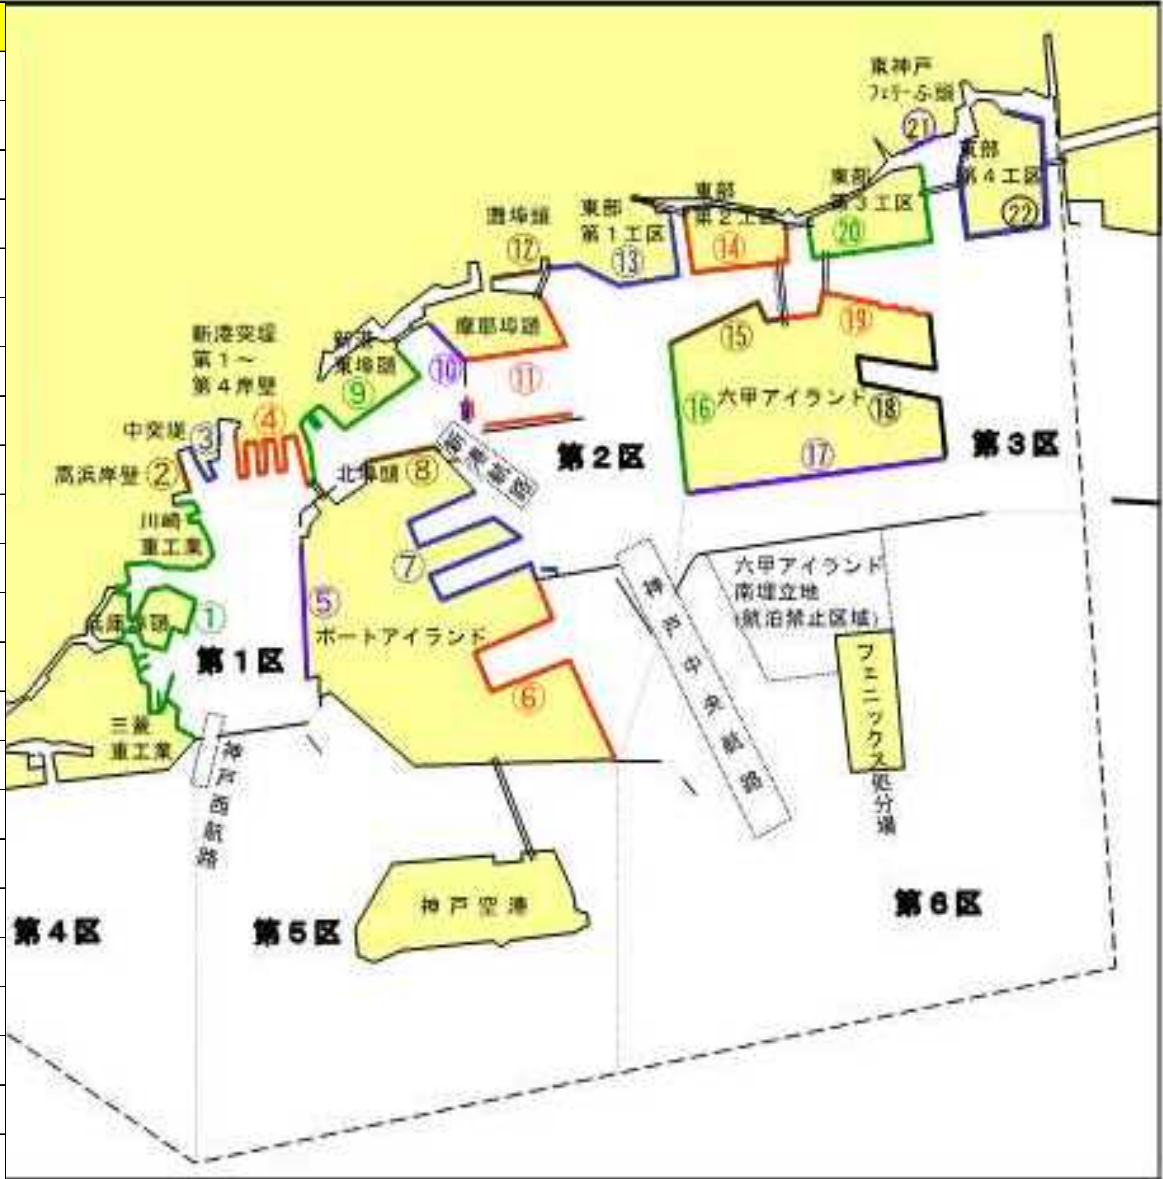 東神戸
ﾌｪﾘｰふ頭
㉑
東部
第４工区
㉒
東部
第３工区
⑳
東部
第２工区
⑭
東部
第１工区
⑬
灘埠頭
⑫
摩耶埠頭
⑩
⑪
新港
東埠頭
⑨
新港突堤
第１～
第４岸壁
④
中突堤
③
高浜岸壁
②
川崎
重工業
兵庫埠頭
①
三菱
重工業
第１区
⑤
ポートアイランド
北埠頭
⑧
⑦
⑥
第２区
⑮
⑲
⑯
六甲アイランド
⑱
⑰
第３区
六甲アイランド
南埋立地
(航泊禁止区域)
フェニックス処分場
神戸中央航路
神戸西航路
神戸空港
第４区
第５区
第６区